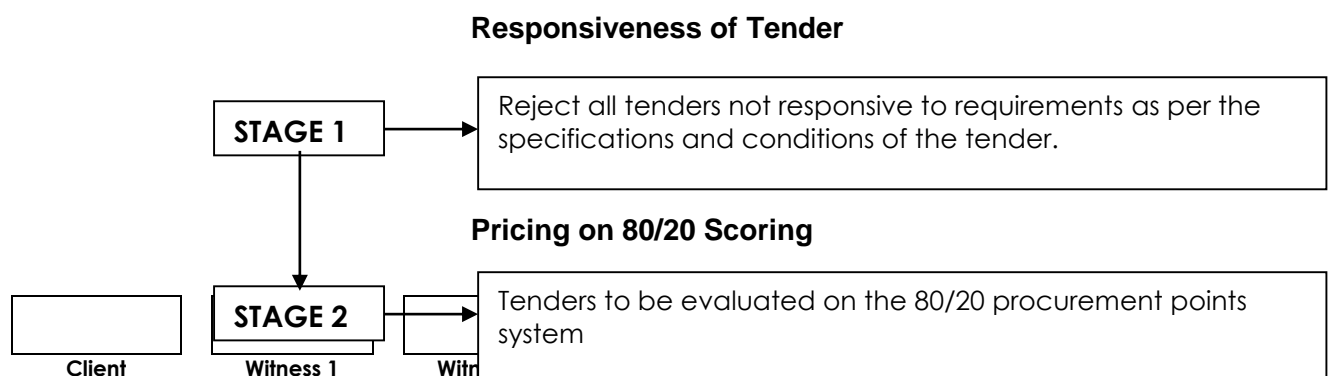 Responsiveness of Tender
STAGE 1
Reject all tenders not responsive to requirements as per the
specifications and conditions of the tender.
Pricing on 80/20 Scoring
STAGE 2
Tenders to be evaluated on the 80/20 procurement points
system
Client
Witness 1